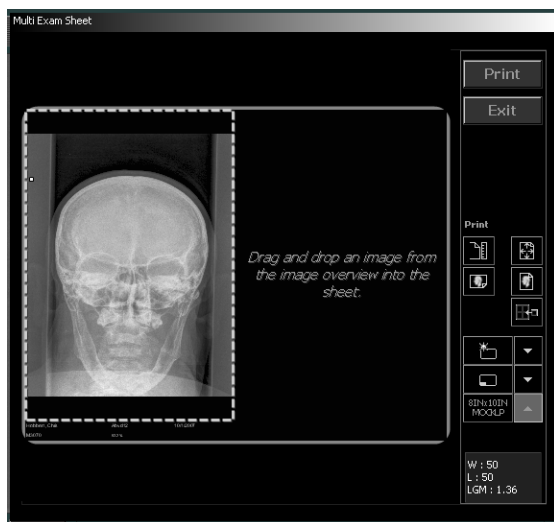 Multi Exam Sheet
Print
Exit
Print
Drag and drop an image from
the image overview into the
sheet.
8INx10IN
MOCKLP
W : 50
L : 50
LGM : 1.36